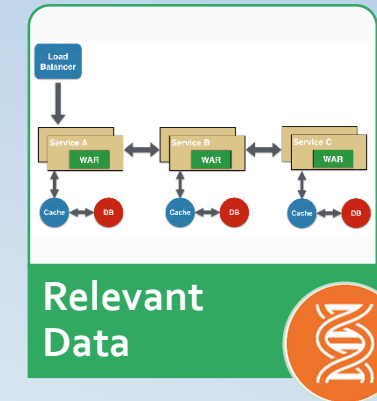 Load
Balancer
Service A
Service B
Service C
WAR
WAR
WAR
Cache
DB
Cache
DB
Cache
DB
Relevant
Data